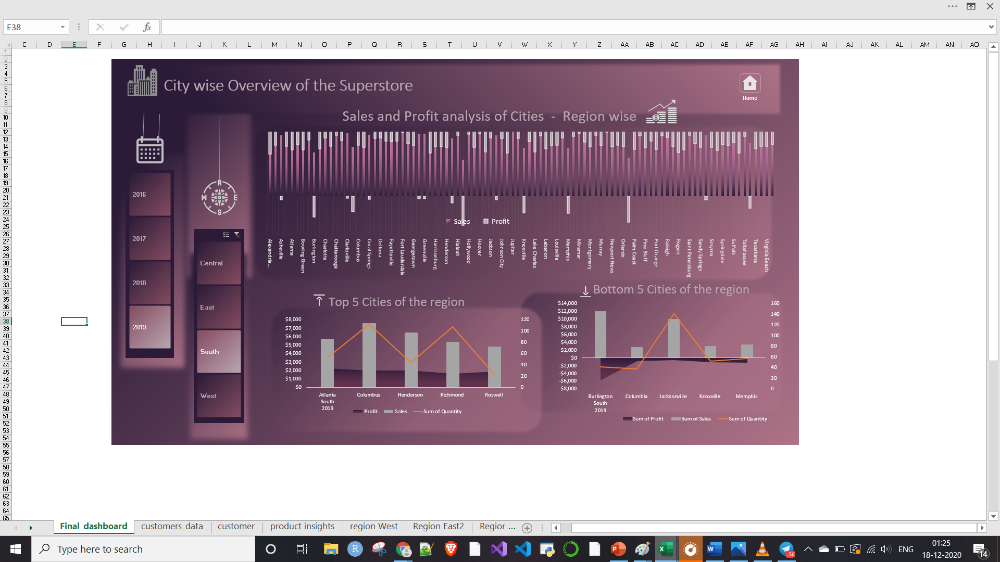 E38
fx
C D E F G H I J K L M N O P Q R S T U V W X Y Z AA AB AC AD AE AF AG AH AI AJ AK AL AM AN AO
1
2
3
4
5
6
7
8
9
10
11
12
13
14
15
16
17
18
19
20
21
22
23
24
25
26
27
28
29
30
31
32
33
34
35
36
37
38
39
40
41
42
43
44
45
46
47
48
49
50
51
52
53
54
55
56
57
58
59
60
61
62
63
64
65
City wise Overview of the Superstore
Home
Sales and Profit analysis of Cities - Region wise
2016
2017
2018
2019
N
W E
S
Central
East
South
West
Sales Profit
Alexandria ...
Asheville
Atlanta
Bowling Green
Burlington
Charlotte
Chattanooga
Clarksville
Columbus
Coral Springs
Deltona
Fayetteville
Fort Lauderdale
Georgetown
Greenville
Harrisonburg
Henderson
Hialeah
Hollywood
Hoover
Jackson
Johnson City
Jupiter
Knoxville
Lake Charles
Lebanon
Louisville
Memphis
Miramar
Montgomery
Murray
Newport News
Orlando
Palm Coast
Pine Bluff
Port Orange
Raleigh
Rogers
Saint Petersburg
Sandy Springs
Smyrna
Springdale
Suffolk
Tallahassee
Texarkana
Virginia Beach
Top 5 Cities of the region
$8,000
$7,000
$6,000
$5,000
$4,000
$3,000
$2,000
$1,000
$0
120
100
80
60
40
20
0
Atlanta Columbus Henderson Richmond Roswell
South
2019
Profit Sales Sum of Quantity
Bottom 5 Cities of the region
$14,000
$12,000
$10,000
$8,000
$6,000
$4,000
$2,000
$0
-$2,000
-$4,000
-$6,000
-$8,000
160
140
120
100
80
60
40
20
0
Burlington Columbia Jacksonville Knoxville Memphis
South
2019
Sum of Profit Sum of Sales Sum of Quantity
Final_dashboard customers_data customer product insights region West Region East2 Region ...
Type here to search
ENG
01:25
18-12-2020
14
..56